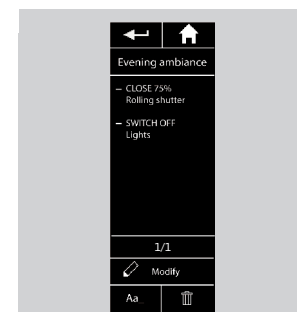 Evening ambiance
– CLOSE 75%
Rolling shutter
– SWITCH OFF
Lights
1/1
Modify
Aa